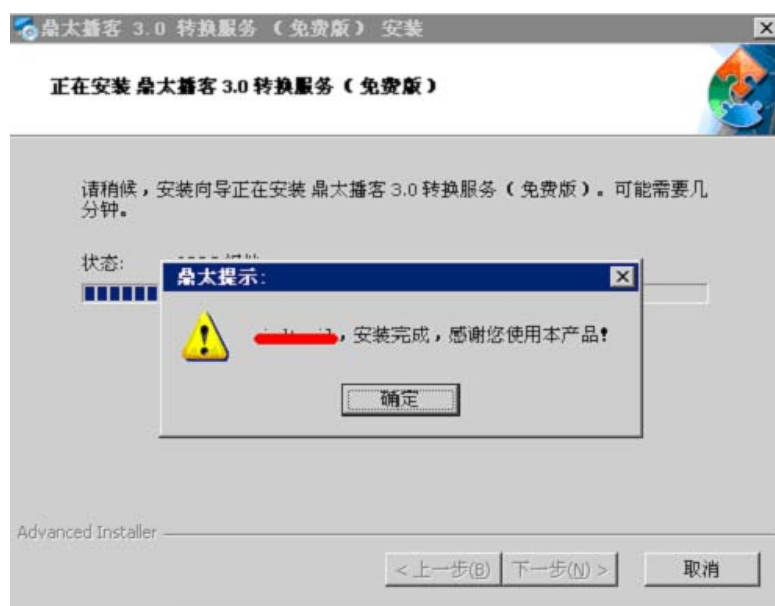 鼎太播客 3.0 转换服务（免费版） 安装
正在安装 鼎太播客 3.0 转换服务（免费版）
请稍候，安装向导正在安装 鼎太播客 3.0 转换服务（免费版）。可能需要几
分钟。
状态:
鼎太提示:
，安装完成，感谢您使用本产品!
确定
Advanced Installer
< 上一步(B) 下一步(N) > 取消